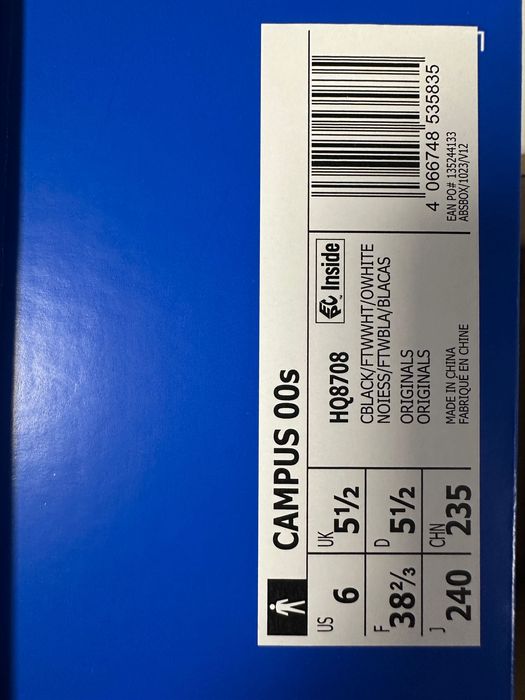 CAMPUS 00s
US 6
UK 5½
F 38⅔
D 5½
J 240
CHN 235
HQ8708
Inside
CBLACK/FTWWHT/OWHITE
NOIESS/FTWBLA/BLACAS
ORIGINALS
ORIGINALS
MADE IN CHINA
FABRIQUÉ EN CHINE
4 066748 535835
EAN PO# 135244133
ABSBOX/1023/V12